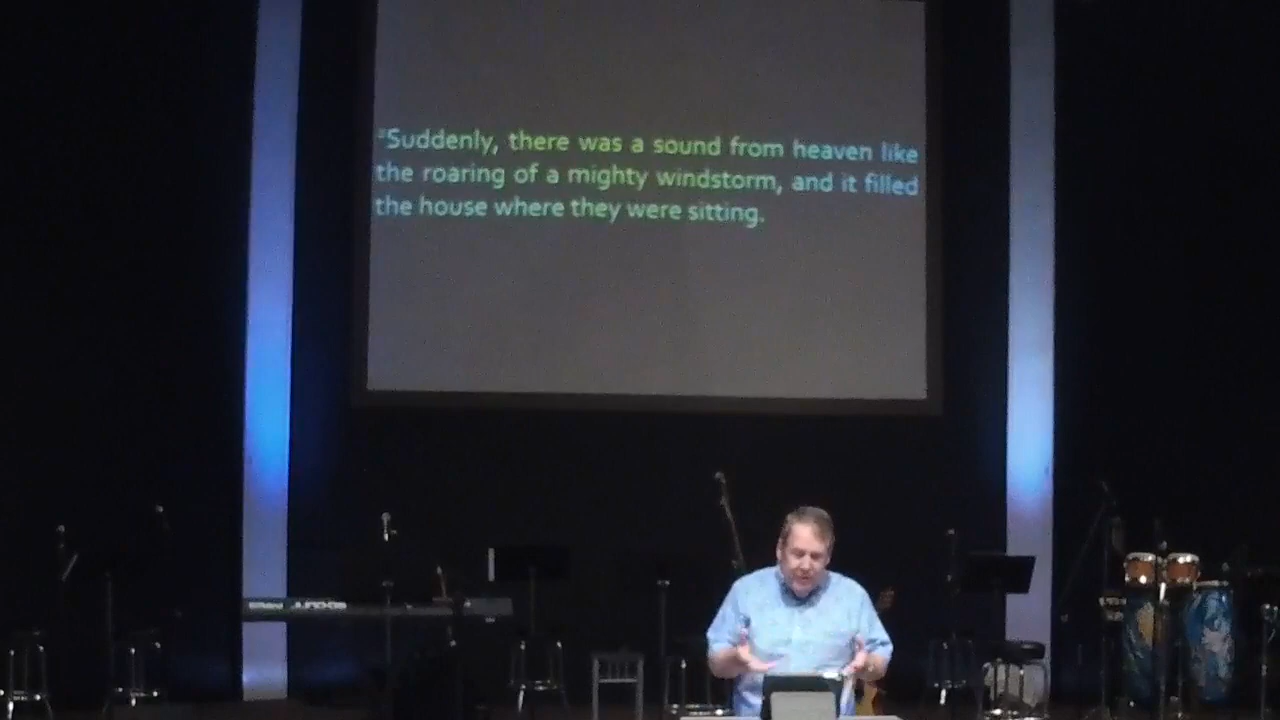 ²Suddenly, there was a sound from heaven like
the roaring of a mighty windstorm, and it filled
the house where they were sitting.